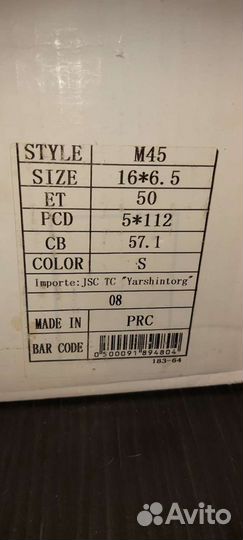 STYLE M45
SIZE 16*6.5
ET 50
PCD 5*112
CB 57.1
COLOR S
Importe:JSC TC "Yarshintorg"
08
MADE IN PRC
BAR CODE
0500091894804
183-64
Avito